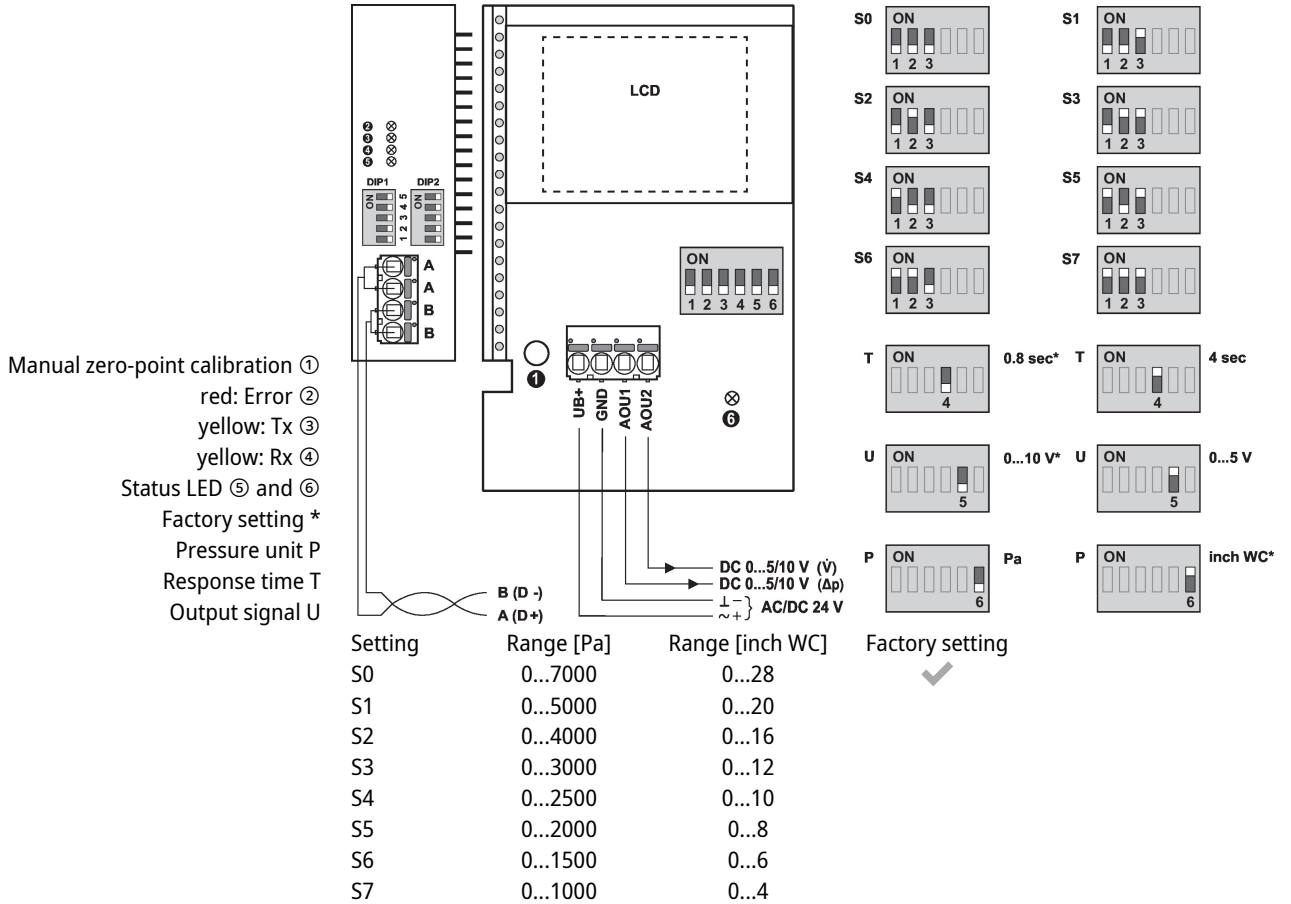 S0 ON
1 2 3
S1 ON
1 2 3
LCD
S2 ON
1 2 3
S3 ON
1 2 3
❷
❸
❹
❺
DIP1 DIP2
ON
1 2 3 4 5
ON
S4 ON
1 2 3
S5 ON
1 2 3
A
A
B
B
ON
1 2 3 4 5 6
S6 ON
1 2 3
S7 ON
1 2 3
❶
UB+
GND
AOU1
AOU2
❻
T ON 0.8 sec*
4
T ON 4 sec
4
Manual zero-point calibration ①
red: Error ②
yellow: Tx ③
yellow: Rx ④
Status LED ⑤ and ⑥
Factory setting *
Pressure unit P
Response time T
Output signal U
U ON 0...10 V*
5
U ON 0...5 V
5
P ON Pa
6
P ON inch WC*
6
DC 0...5/10 V (V̇)
DC 0...5/10 V (Δp)
⊥ −
~ + } AC/DC 24 V
B (D -)
A (D+)
Setting Range [Pa] Range [inch WC] Factory setting
S0 0...7000 0...28 ✔
S1 0...5000 0...20
S2 0...4000 0...16
S3 0...3000 0...12
S4 0...2500 0...10
S5 0...2000 0...8
S6 0...1500 0...6
S7 0...1000 0...4